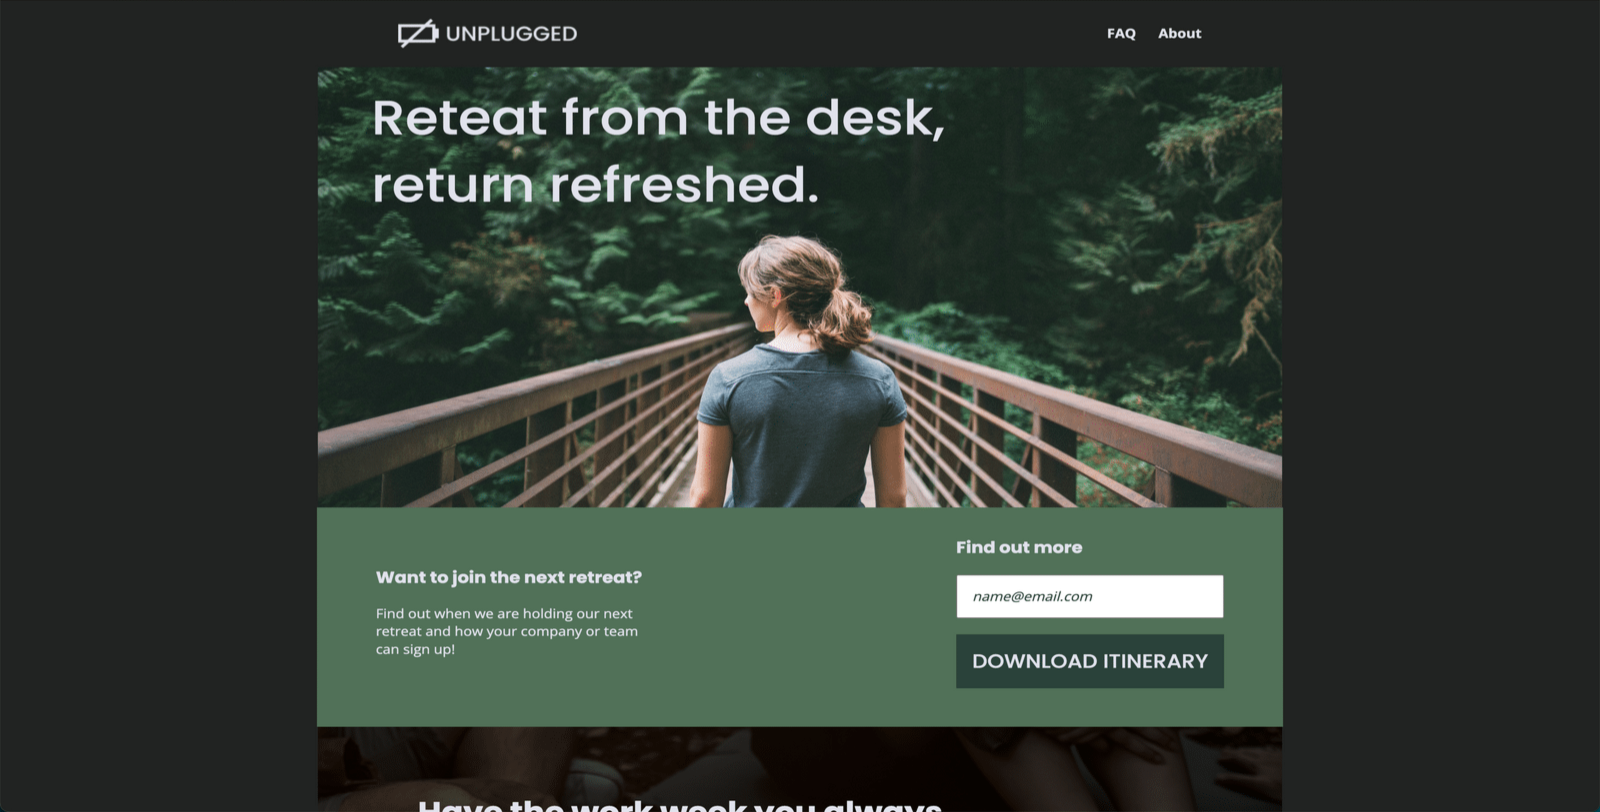 UNPLUGGED
FAQ About
Reteat from the desk,
return refreshed.
Want to join the next retreat?
Find out when we are holding our next
retreat and how your company or team
can sign up!
Find out more
name@email.com
DOWNLOAD ITINERARY
Have the work week you always